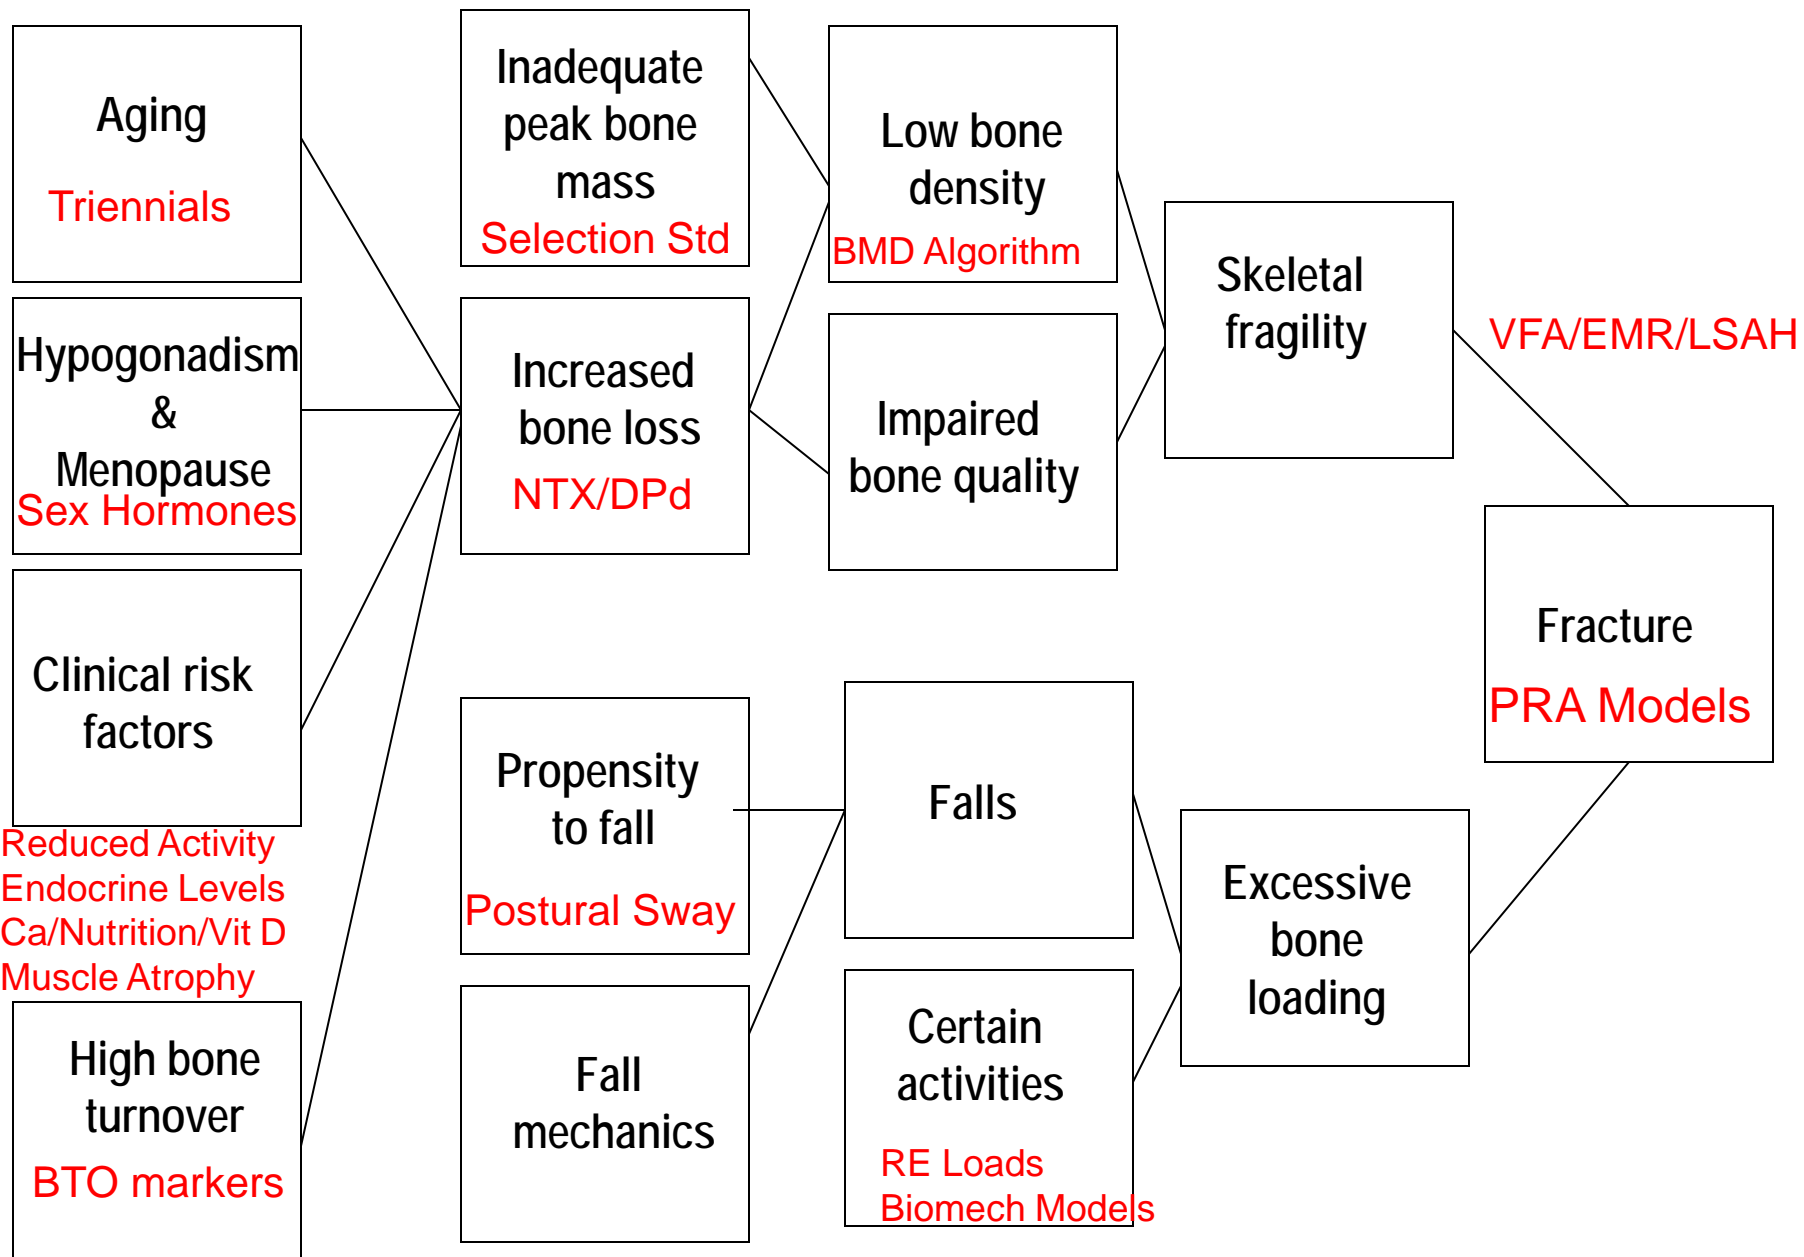 Aging
Triennials
Hypogonadism
&
Menopause
Sex Hormones
Clinical risk
factors
Reduced Activity
Endocrine Levels
Ca/Nutrition/Vit D
Muscle Atrophy
High bone
turnover
BTO markers
Inadequate
peak bone
mass
Selection Std
Increased
bone loss
NTX/DPd
Propensity
to fall
Postural Sway
Fall
mechanics
Low bone
density
BMD Algorithm
Impaired
bone quality
Falls
Certain
activities
RE Loads
Biomech Models
Skeletal
fragility
Excessive
bone
loading
VFA/EMR/LSAH
Fracture
PRA Models